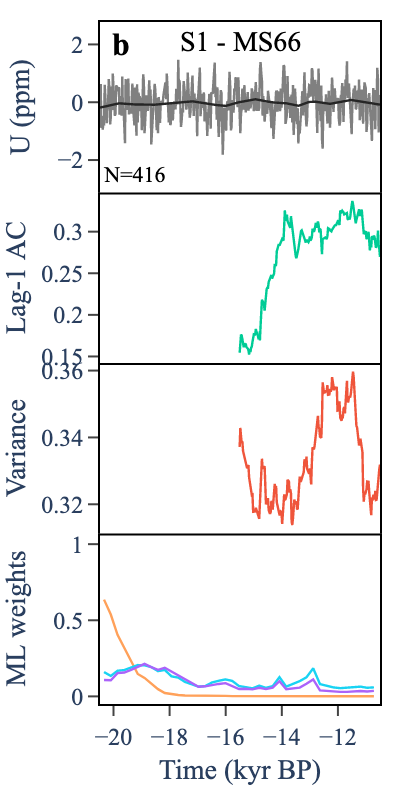 b S1 - MS66
U (ppm)
2
0
−2
N=416
Lag-1 AC
0.3
0.25
0.2
0.15
Variance
0.36
0.34
0.32
ML weights
1
0.5
0
−20 −18 −16 −14 −12
Time (kyr BP)